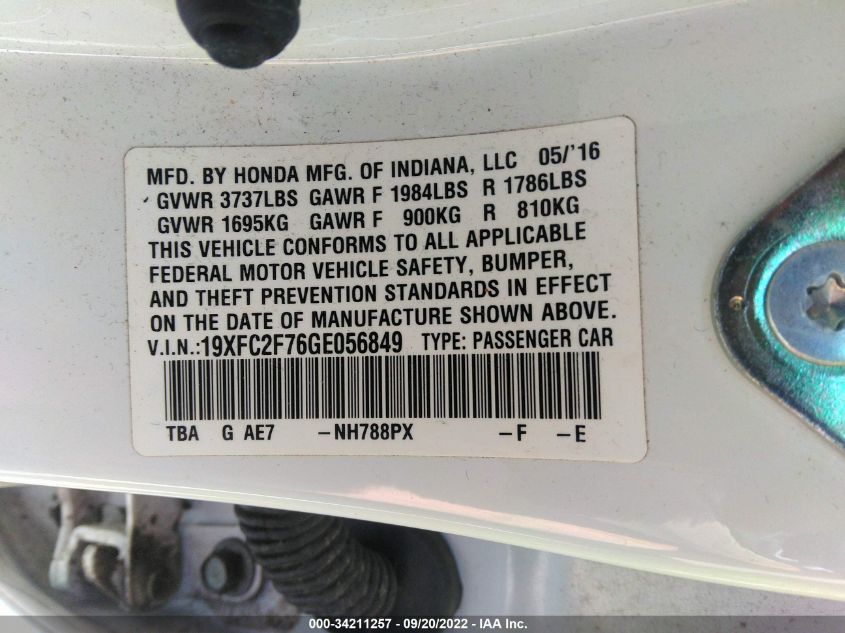 MFD. BY HONDA MFG. OF INDIANA, LLC 05/'16
GVWR 3737LBS GAWR F 1984LBS R 1786LBS
GVWR 1695KG GAWR F 900KG R 810KG
THIS VEHICLE CONFORMS TO ALL APPLICABLE
FEDERAL MOTOR VEHICLE SAFETY, BUMPER,
AND THEFT PREVENTION STANDARDS IN EFFECT
ON THE DATE OF MANUFACTURE SHOWN ABOVE.
V.I.N.:19XFC2F76GE056849 TYPE: PASSENGER CAR
TBA G AE7 -NH788PX -F -E
000-34211257 - 09/20/2022 - IAA Inc.